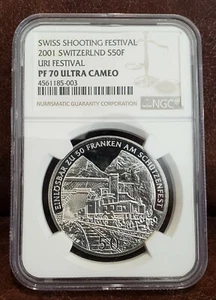 SWISS SHOOTING FESTIVAL
2001 SWITZERLND S50F
URI FESTIVAL
PF 70 ULTRA CAMEO
4561185-003
NUMISMATIC GUARANTY CORPORATION
NGC
EINLÖSBAR ZU 50 FRANKEN AM SCHÜTZENFEST